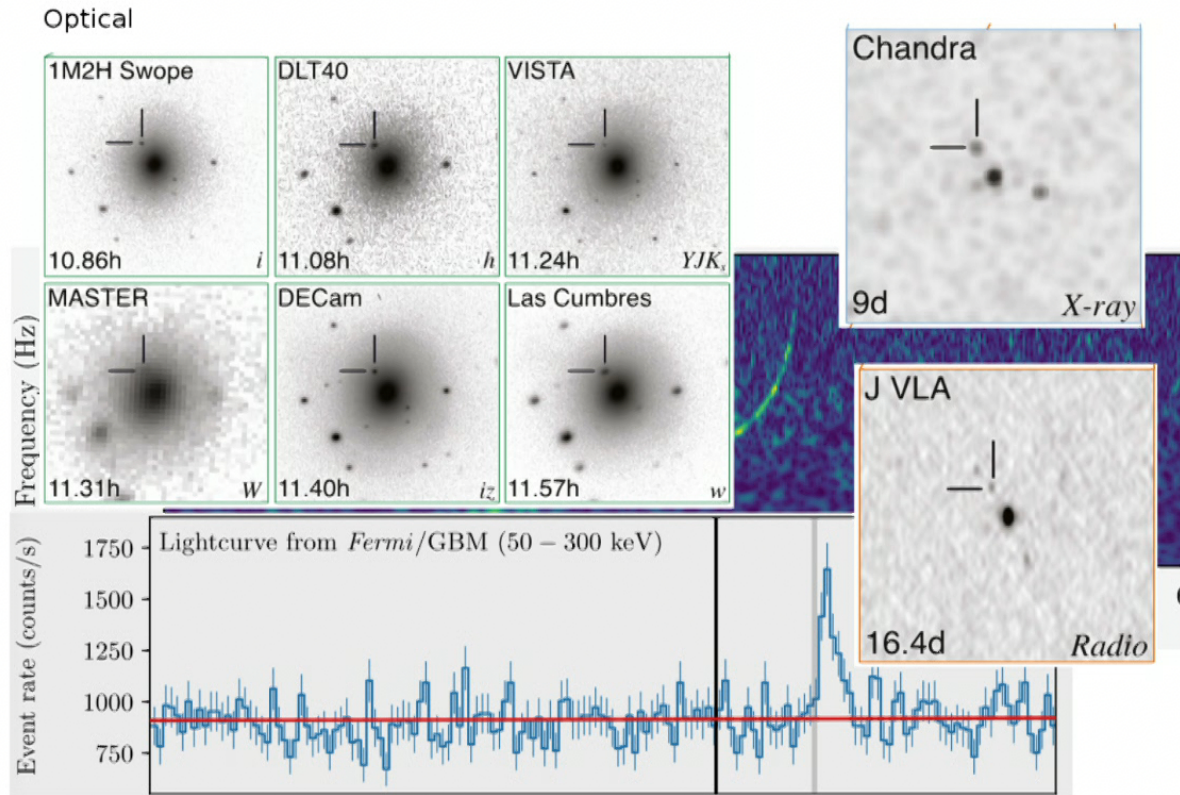 Optical
1M2H Swope
10.86h
i
DLT40
11.08h
h
VISTA
11.24h
YJKs
MASTER
11.31h
W
DECam
11.40h
iz
Las Cumbres
11.57h
w
Chandra
9d
X-ray
J VLA
16.4d
Radio
Frequency (Hz)
Lightcurve from Fermi/GBM (50 – 300 keV)
Event rate (counts/s)
1750
1500
1250
1000
750